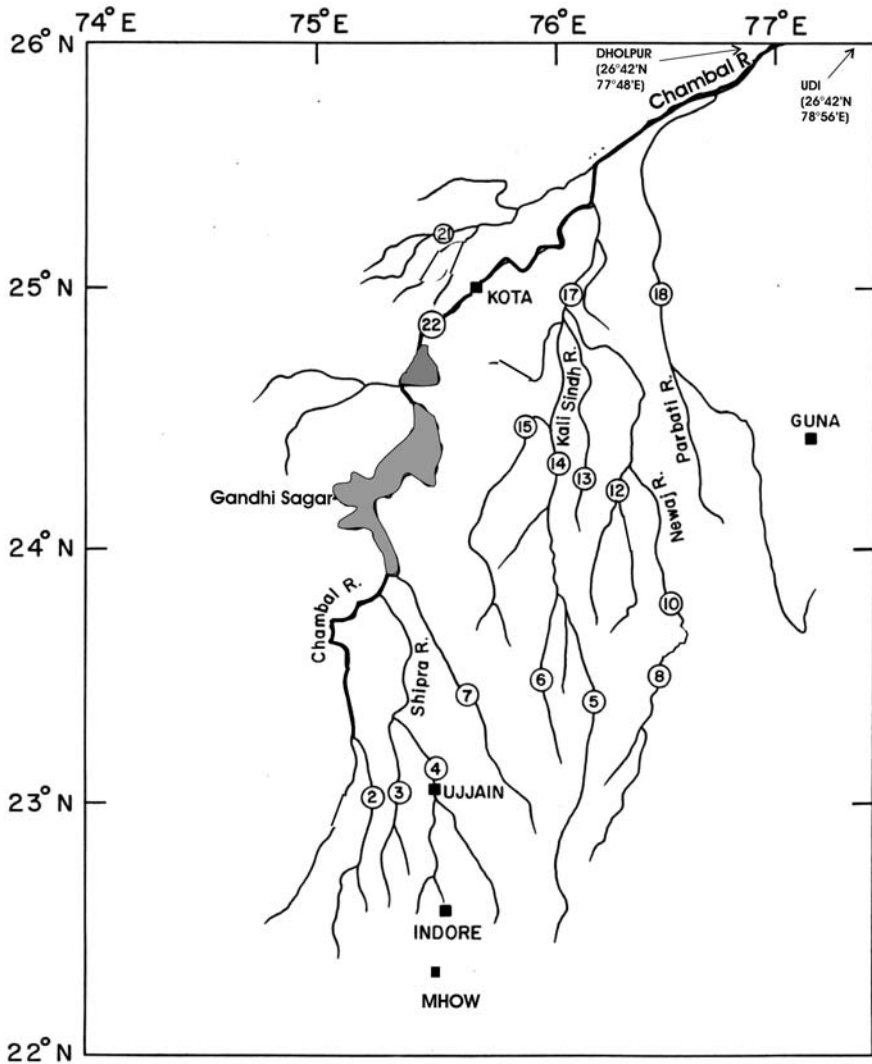 74°E
75°
76°
77°E
26°N
DHOLPUR
(26°42'N
77°48'E)
Chambal R.
UDI
(26°42'N
78°56'E)
21
25°N
KOTA
17
18
22
Kali Sindh R.
Parbati R.
GUNA
15
14
13
12
Newaj R.
Gandhi Sagar
24°N
Chambal R.
10
Shipra R.
7
6
5
8
4
UJJAIN
2
3
23°N
INDORE
MHOW
22°N